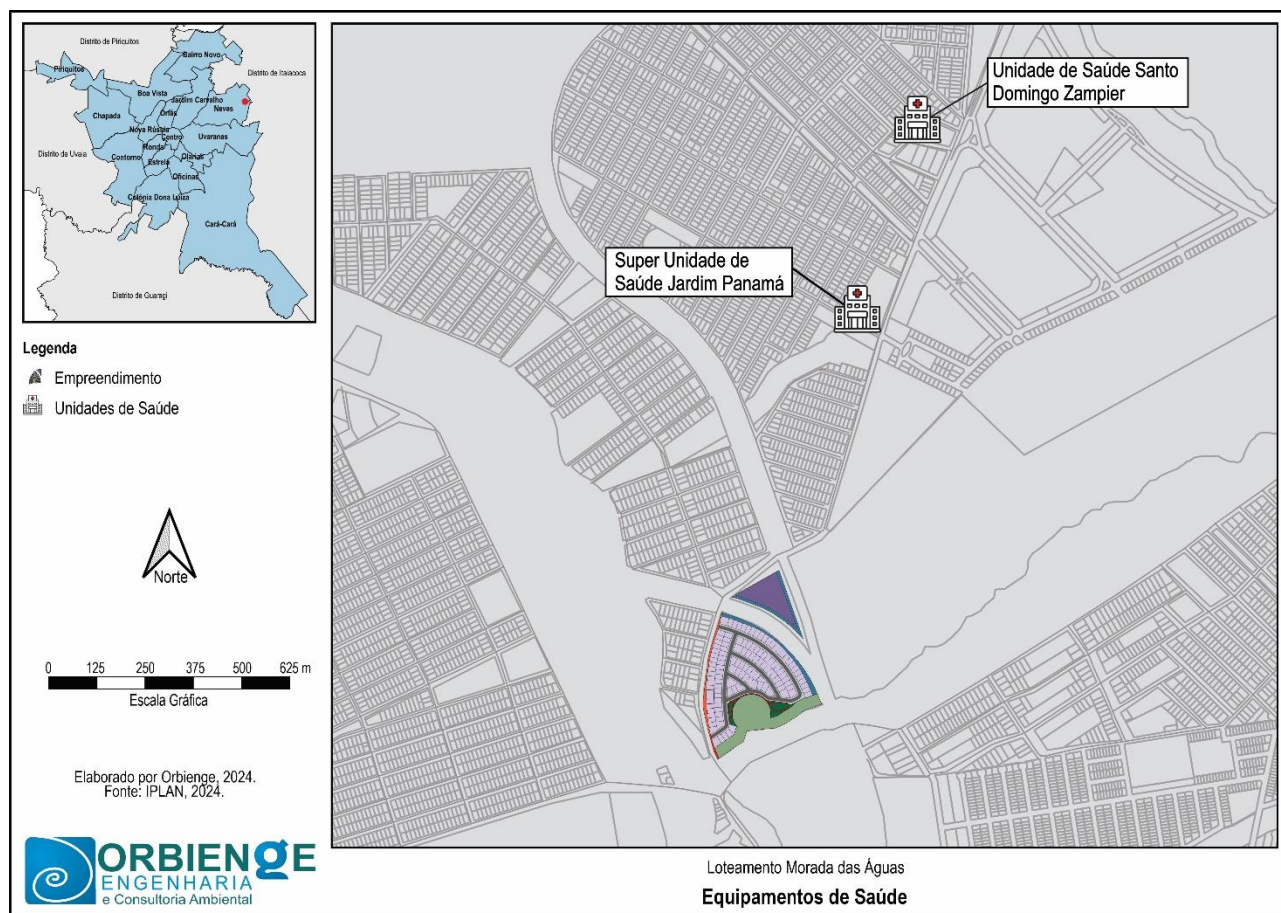 Distrito de Piriquitos
Bairro Novo
Piriquitos
Distrito de Itaiacoca
Boa Vista
Jardim Carvalho
Neves
Chapada
Órfãs
Nova Rússia
Centro
Uvaranas
Ronda
Distrito de Uvaia
Contorno
Olarias
Estrela
Oficinas
Colônia Dona Luíza
Cará-Cará
Distrito de Guaragi
Legenda
Empreendimento
Unidades de Saúde
Norte
0 125 250 375 500 625 m
Escala Gráfica
Elaborado por Orbienge, 2024.
Fonte: IPLAN, 2024.
ORBIENGE
ENGENHARIA
e Consultoria Ambiental
Unidade de Saúde Santo
Domingo Zampier
Super Unidade de
Saúde Jardim Panamá
Loteamento Morada das Águas
Equipamentos de Saúde